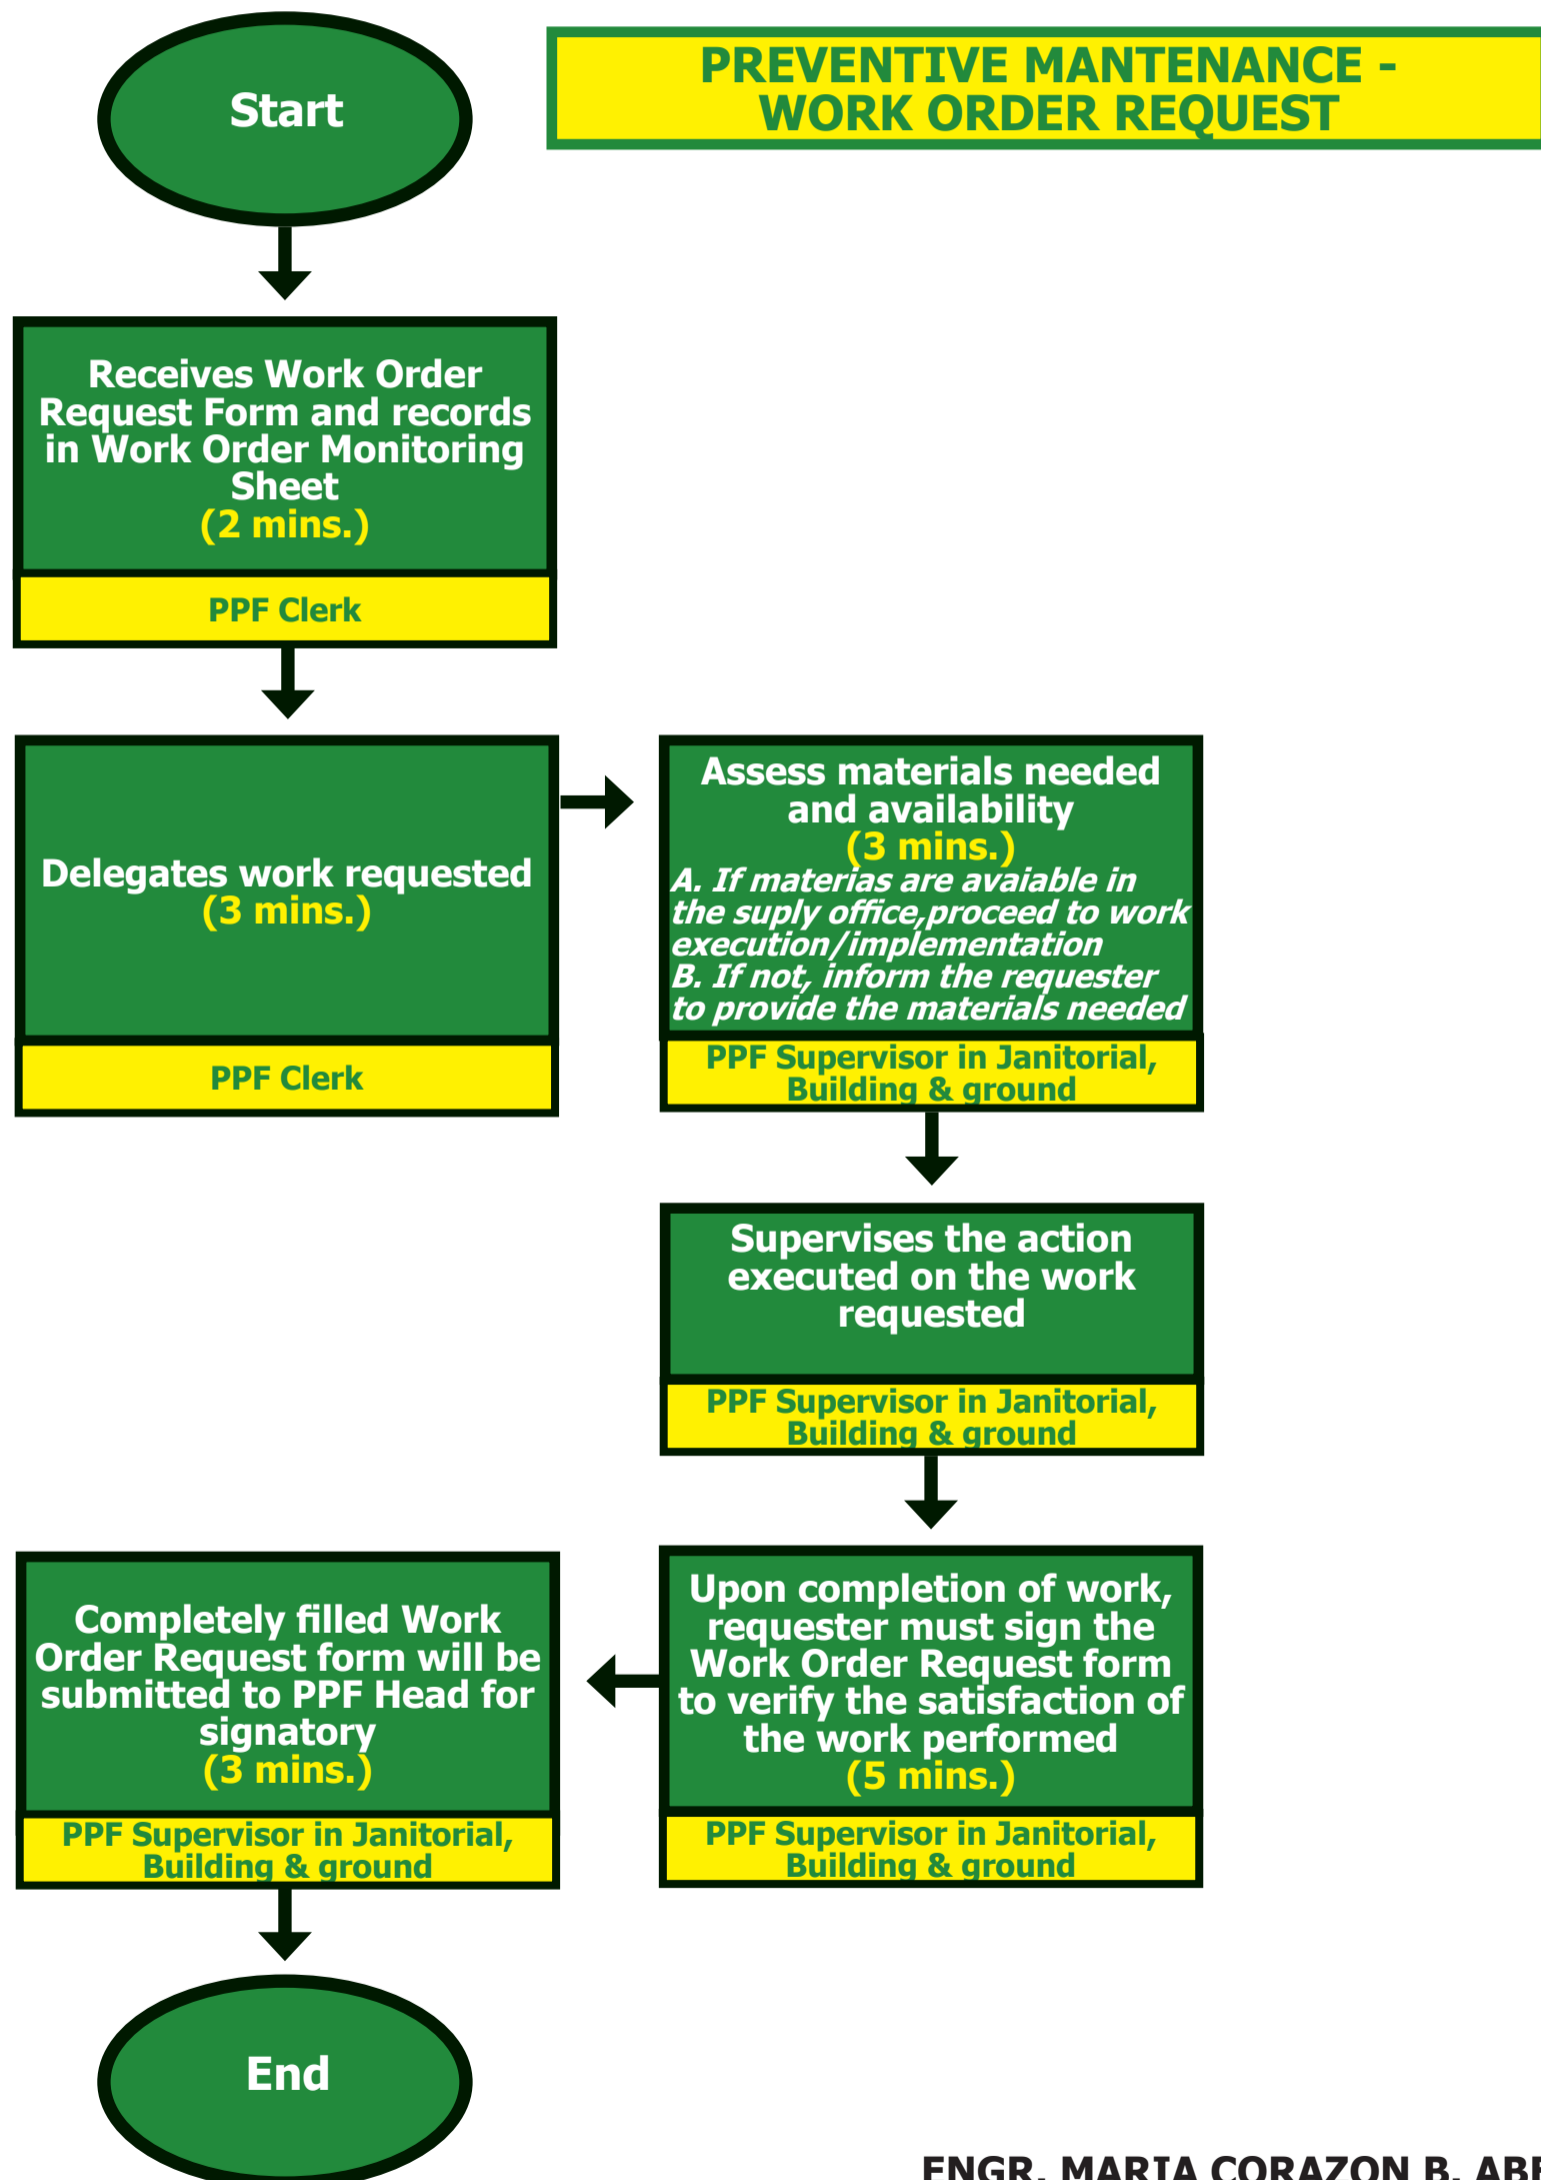 Start
PREVENTIVE MANTENANCE -
WORK ORDER REQUEST
Receives Work Order
Request Form and records
in Work Order Monitoring
Sheet
(2 mins.)
PPF Clerk
Delegates work requested
(3 mins.)
PPF Clerk
Assess materials needed
and availability
(3 mins.)
A. If materias are avaiable in
the suply office,proceed to work
execution/implementation
B. If not, inform the requester
to provide the materials needed
PPF Supervisor in Janitorial,
Building & ground
Supervises the action
executed on the work
requested
PPF Supervisor in Janitorial,
Building & ground
Upon completion of work,
requester must sign the
Work Order Request form
to verify the satisfaction of
the work performed
(5 mins.)
PPF Supervisor in Janitorial,
Building & ground
Completely filled Work
Order Request form will be
submitted to PPF Head for
signatory
(3 mins.)
PPF Supervisor in Janitorial,
Building & ground
End
ENGR. MARIA CORAZON B.